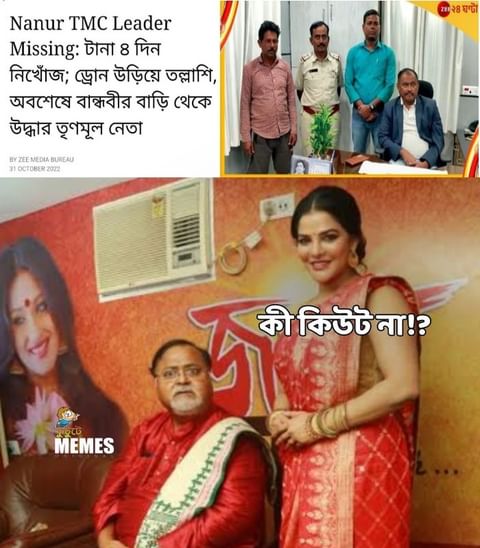 Nanur TMC Leader
Missing: টানা ৪ দিন
নিখোঁজ; ড্রোন উড়িয়ে তল্লাশি,
অবশেষে বান্ধবীর বাড়ি থেকে
উদ্ধার তৃণমূল নেতা
BY ZEE MEDIA BUREAU
31 OCTOBER 2022
ZEE ২৪ ঘণ্টা
কী কিউট না!?
MEMES